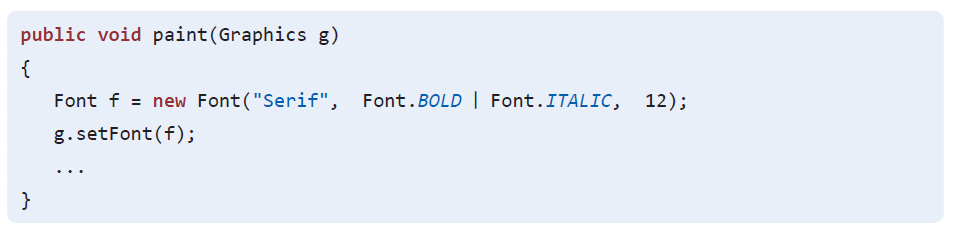 public void paint(Graphics g)
{
   Font f = new Font("Serif",  Font.BOLD | Font.ITALIC,  12);
   g.setFont(f);
   ...
}